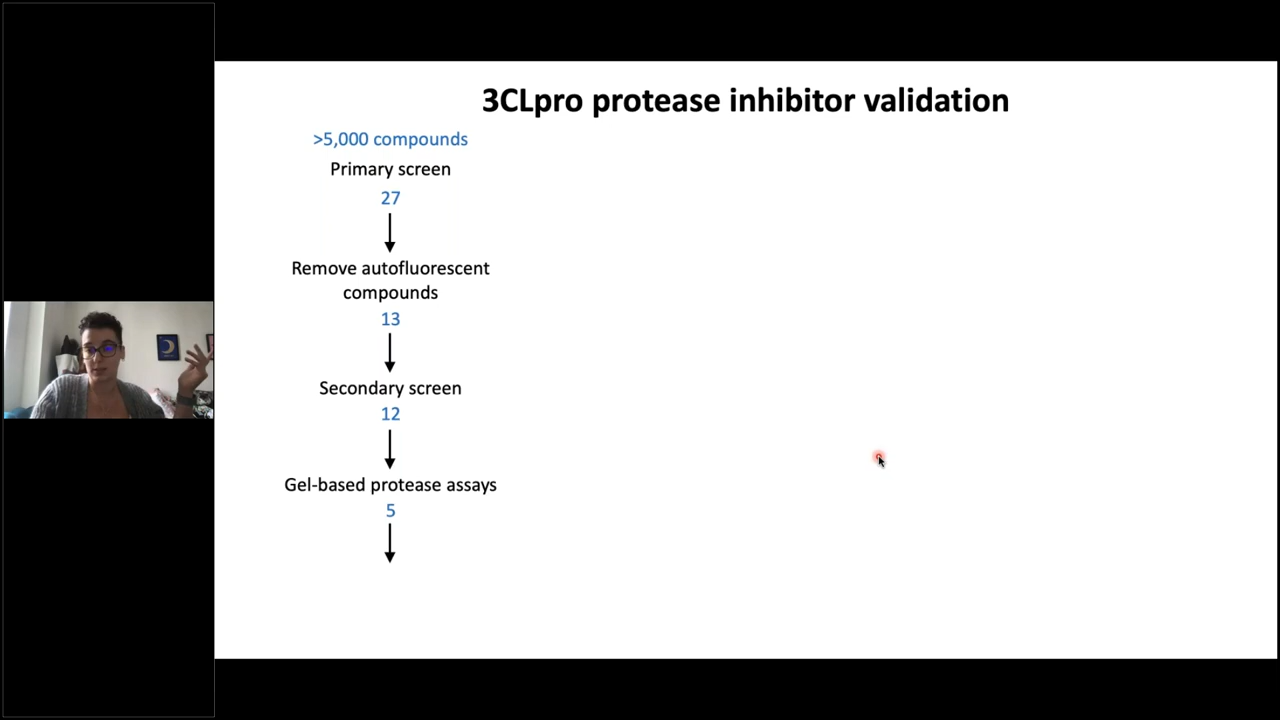 3CLpro protease inhibitor validation
>5,000 compounds
Primary screen
27
Remove autofluorescent
compounds
13
Secondary screen
12
Gel-based protease assays
5